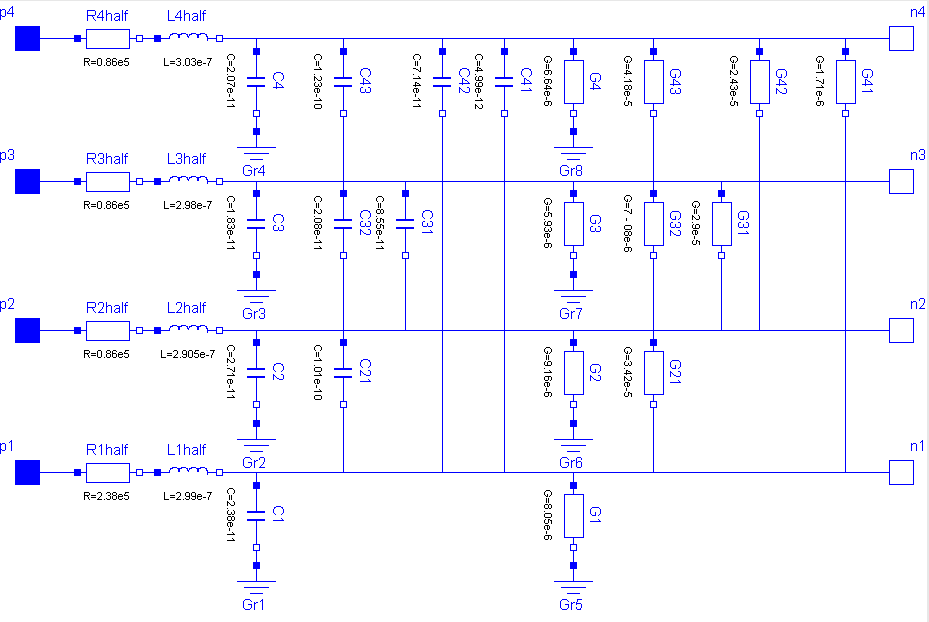 p4 R4half L4half n4
R=0.86e5 L=3.03e-7
C=2.07e-11 C4 C=1.23e-10 C43 C=7.14e-11 C42 C=4.99e-12 C41 G=6.64e-6 G4 G=4.18e-5 G43 G=2.43e-5 G42 G=1.71e-6 G41
Gr4 Gr8
p3 R3half L3half n3
R=0.86e5 L=2.98e-7
C=1.83e-11 C3 C=2.08e-11 C32 C=8.55e-11 C31 G=5.93e-6 G3 G=7 - 08e-6 G32 G=2.9e-5 G31
Gr3 Gr7
p2 R2half L2half n2
R=0.86e5 L=2.905e-7
C=2.71e-11 C2 C=1.01e-10 C21 G=9.16e-6 G2 G=3.42e-5 G21
Gr2 Gr6
p1 R1half L1half n1
R=2.38e5 L=2.99e-7
C=2.38e-11 C1 G=8.05e-6 G1
Gr1 Gr5